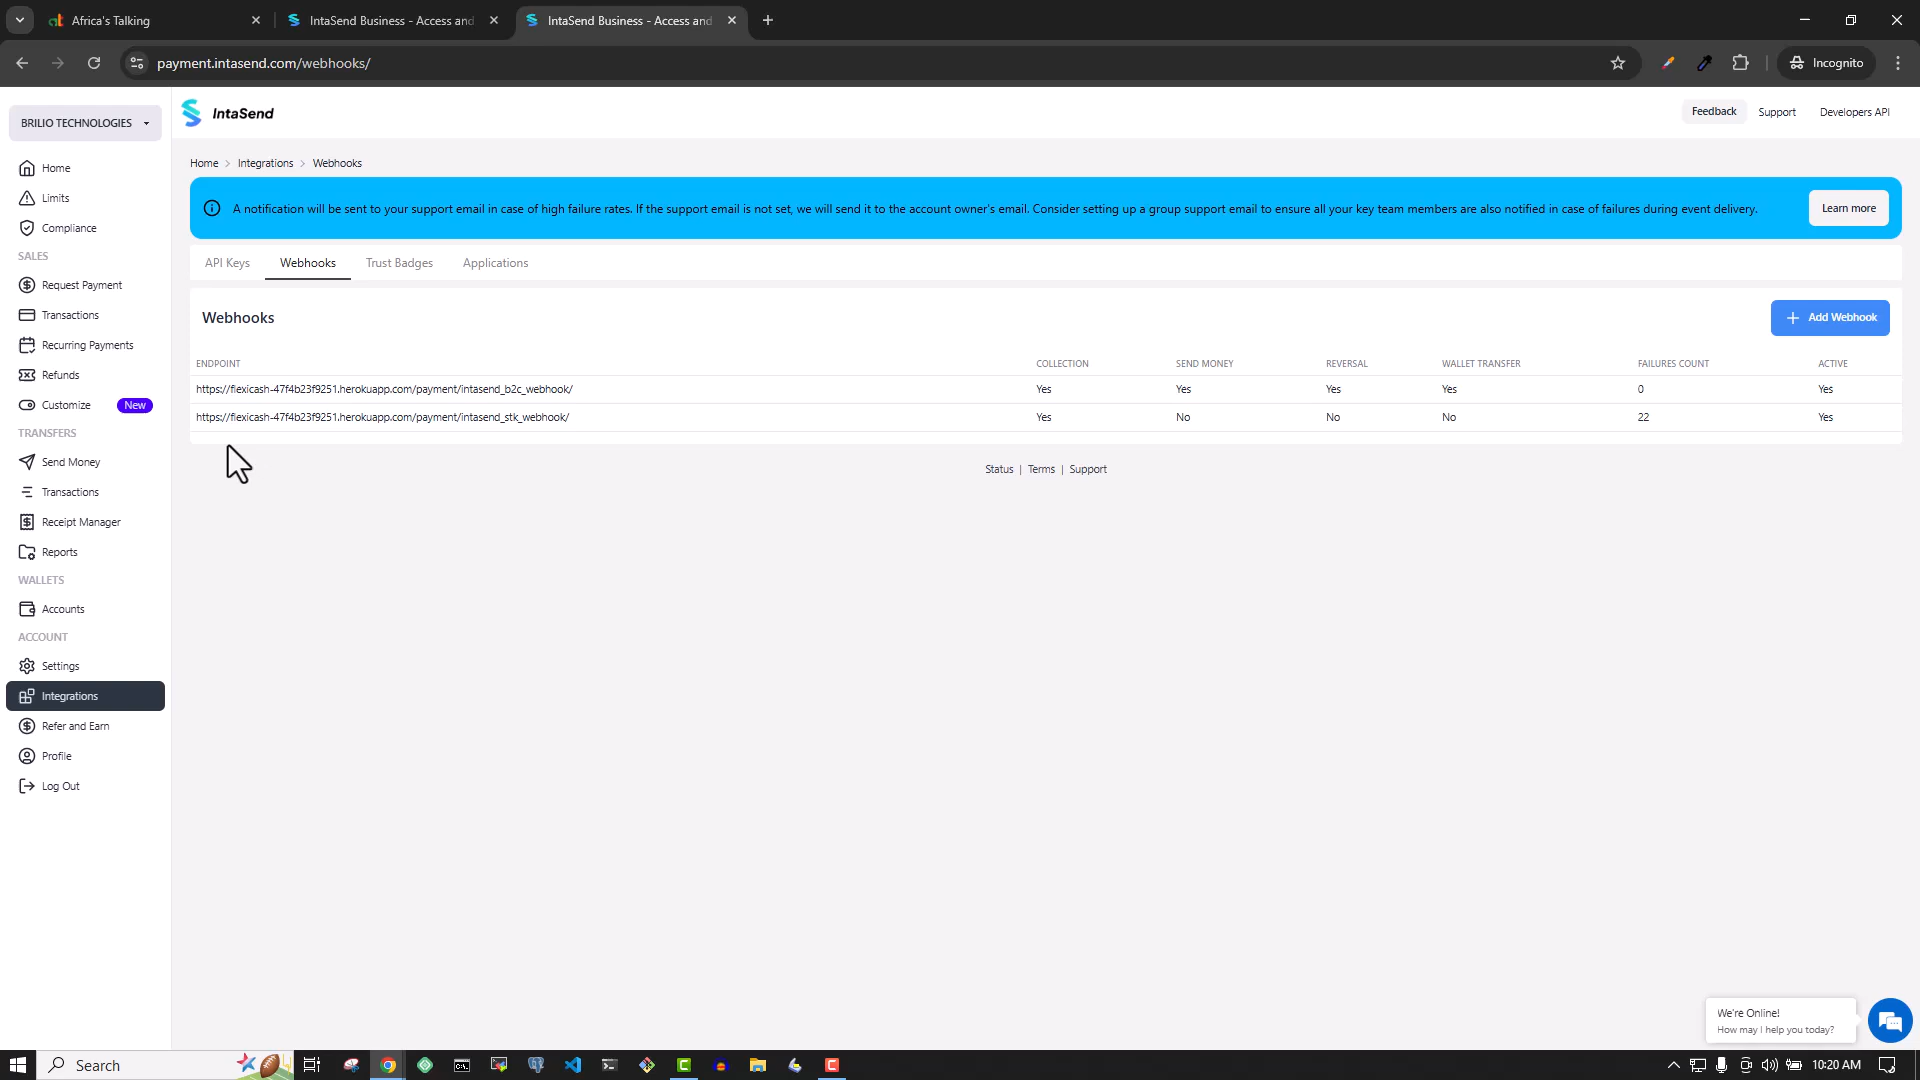 Africa's Talking
IntaSend Business - Access and
IntaSend Business - Access and
payment.intasend.com/webhooks/
Incognito
BRILIO TECHNOLOGIES
IntaSend
Feedback
Support
Developers API
Home
Limits
Compliance
SALES
Request Payment
Transactions
Recurring Payments
Refunds
Customize New
TRANSFERS
Send Money
Transactions
Receipt Manager
Reports
WALLETS
Accounts
ACCOUNT
Settings
Integrations
Refer and Earn
Profile
Log Out
Home > Integrations > Webhooks
A notification will be sent to your support email in case of high failure rates. If the support email is not set, we will send it to the account owner's email. Consider setting up a group support email to ensure all your key team members are also notified in case of failures during event delivery.
Learn more
API Keys Webhooks Trust Badges Applications
Webhooks
Add Webhook
ENDPOINT COLLECTION SEND MONEY REVERSAL WALLET TRANSFER FAILURES COUNT ACTIVE
https://flexicash-47f4b23f9251.herokuapp.com/payment/intasend_b2c_webhook/ Yes Yes Yes Yes 0 Yes
https://flexicash-47f4b23f9251.herokuapp.com/payment/intasend_stk_webhook/ Yes No No No 22 Yes
Status | Terms | Support
We're Online!
How may I help you today?
Search
10:20 AM